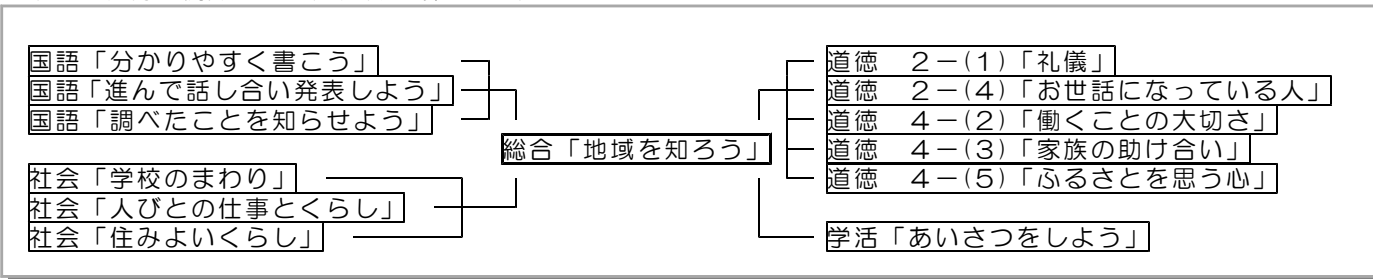 国語「分かりやすく書こう」
国語「進んで話し合い発表しよう」
国語「調べたことを知らせよう」
社会「学校のまわり」
社会「人びとの仕事とくらし」
社会「住みよいくらし」
総合「地域を知ろう」
道徳　２－(１)「礼儀」
道徳　２－(４)「お世話になっている人」
道徳　４－(２)「働くことの大切さ」
道徳　４－(３)「家族の助け合い」
道徳　４－(５)「ふるさとを思う心」
学活「あいさつをしよう」